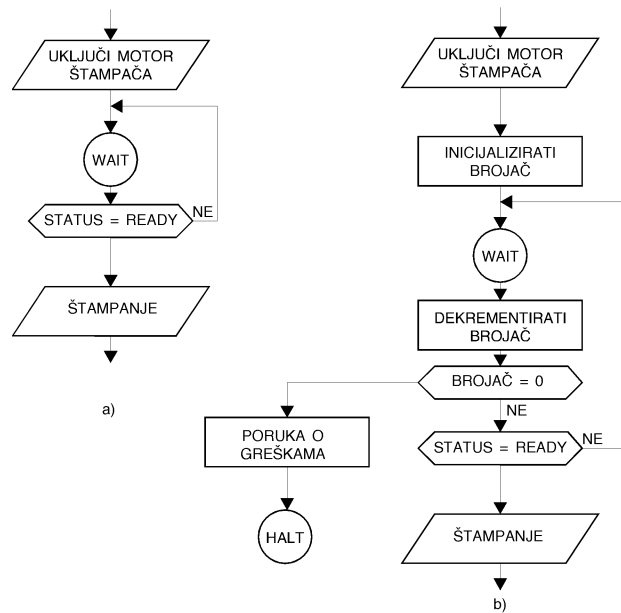 UKLJUČI MOTOR
ŠTAMPAČA
WAIT
STATUS = READY
NE
ŠTAMPANJE
a)
UKLJUČI MOTOR
ŠTAMPAČA
INICIJALIZIRATI
BROJAČ
WAIT
DEKREMENTIRATI
BROJAČ
BROJAČ = 0
NE
PORUKA O
GREŠKAMA
HALT
STATUS = READY
NE
ŠTAMPANJE
b)